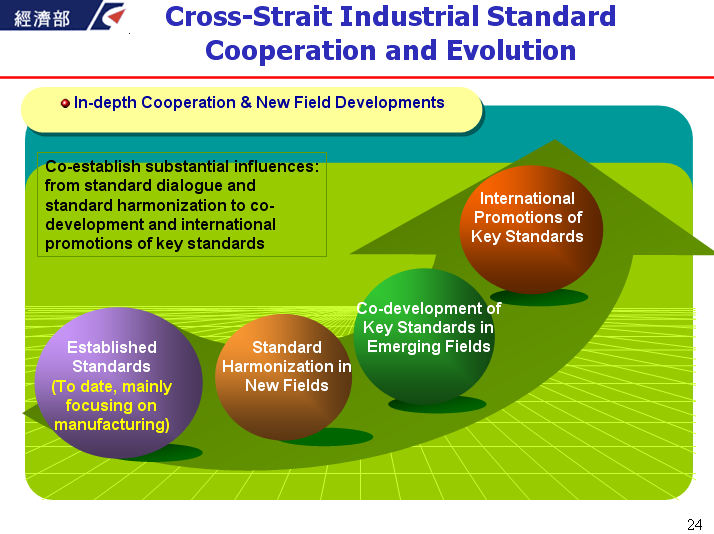 經濟部
Cross-Strait Industrial Standard
Cooperation and Evolution
In-depth Cooperation & New Field Developments
Co-establish substantial influences:
from standard dialogue and
standard harmonization to co-
development and international
promotions of key standards
International
Promotions of
Key Standards
Co-development of
Key Standards in
Emerging Fields
Standard
Harmonization in
New Fields
Established
Standards
(To date, mainly
focusing on
manufacturing)
24